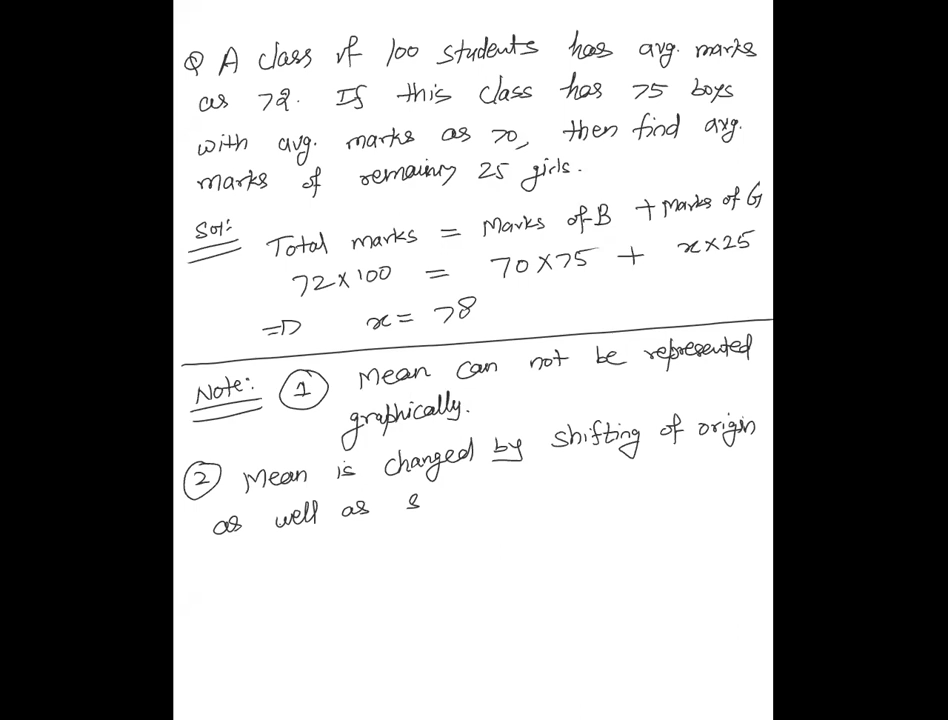 Q A class of 100 students has avg. marks
as 72. If this class has 75 boys
with avg. marks as 70, then find avg.
marks of remaining 25 girls.
Sol: Total marks = Marks of B + Marks of G
72 × 100 = 70 × 75 + x × 25
=> x = 78
Note: 1 Mean can not be represented
graphically.
2 Mean is changed by shifting of origin
as well as s